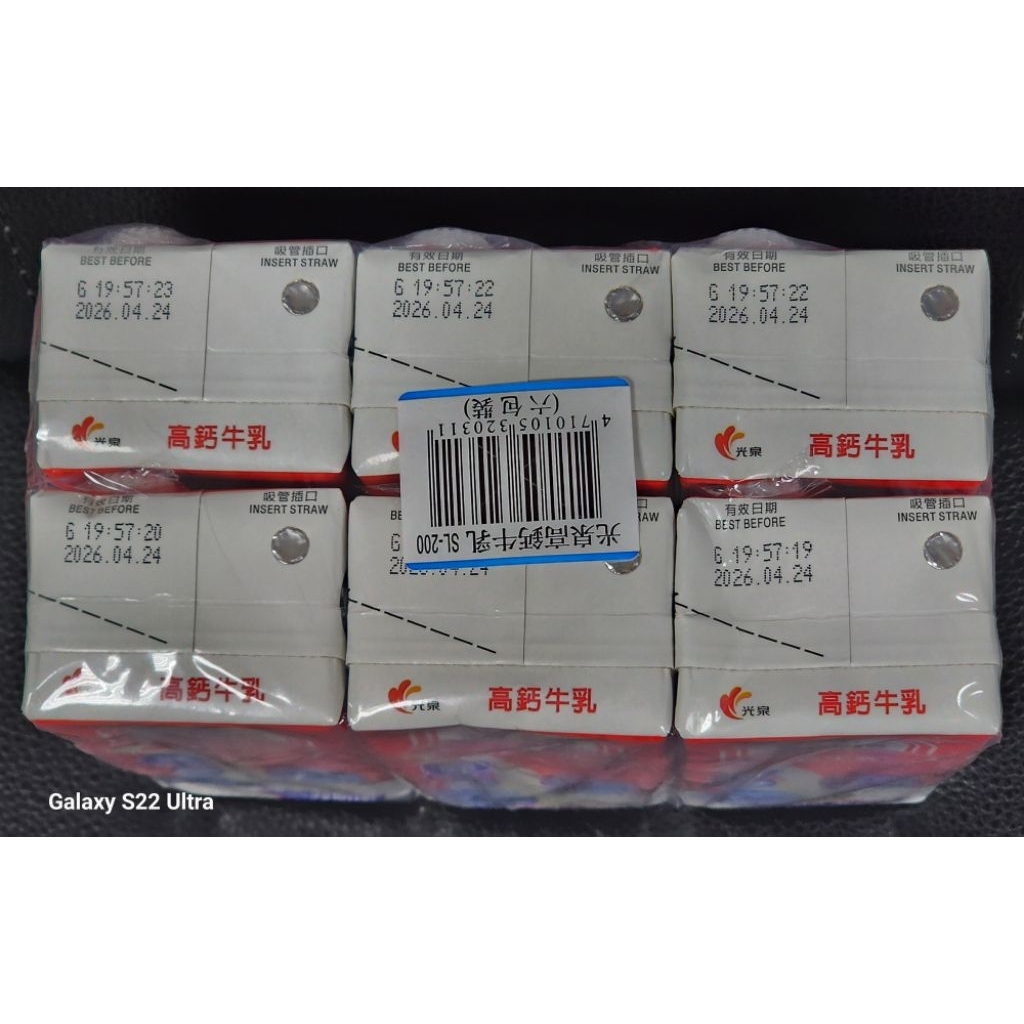 有效日期
BEST BEFORE
吸管插口
INSERT STRAW
6 19:57:23
2026.04.24
光泉
高鈣牛乳
有效日期
BEST BEFORE
吸管插口
INSERT STRAW
6 19:57:22
2026.04.24
有效日期
BEST BEFORE
吸管插口
INSERT STRAW
6 19:57:22
2026.04.24
光泉
高鈣牛乳
光泉高鈣牛乳 SL-200
4 710105 320311
(六包裝)
有效日期
BEST BEFORE
吸管插口
INSERT STRAW
6 19:57:20
2026.04.24
高鈣牛乳
光泉
高鈣牛乳
有效日期
BEST BEFORE
吸管插口
INSERT STRAW
6 19:57:19
2026.04.24
光泉
高鈣牛乳
Galaxy S22 Ultra